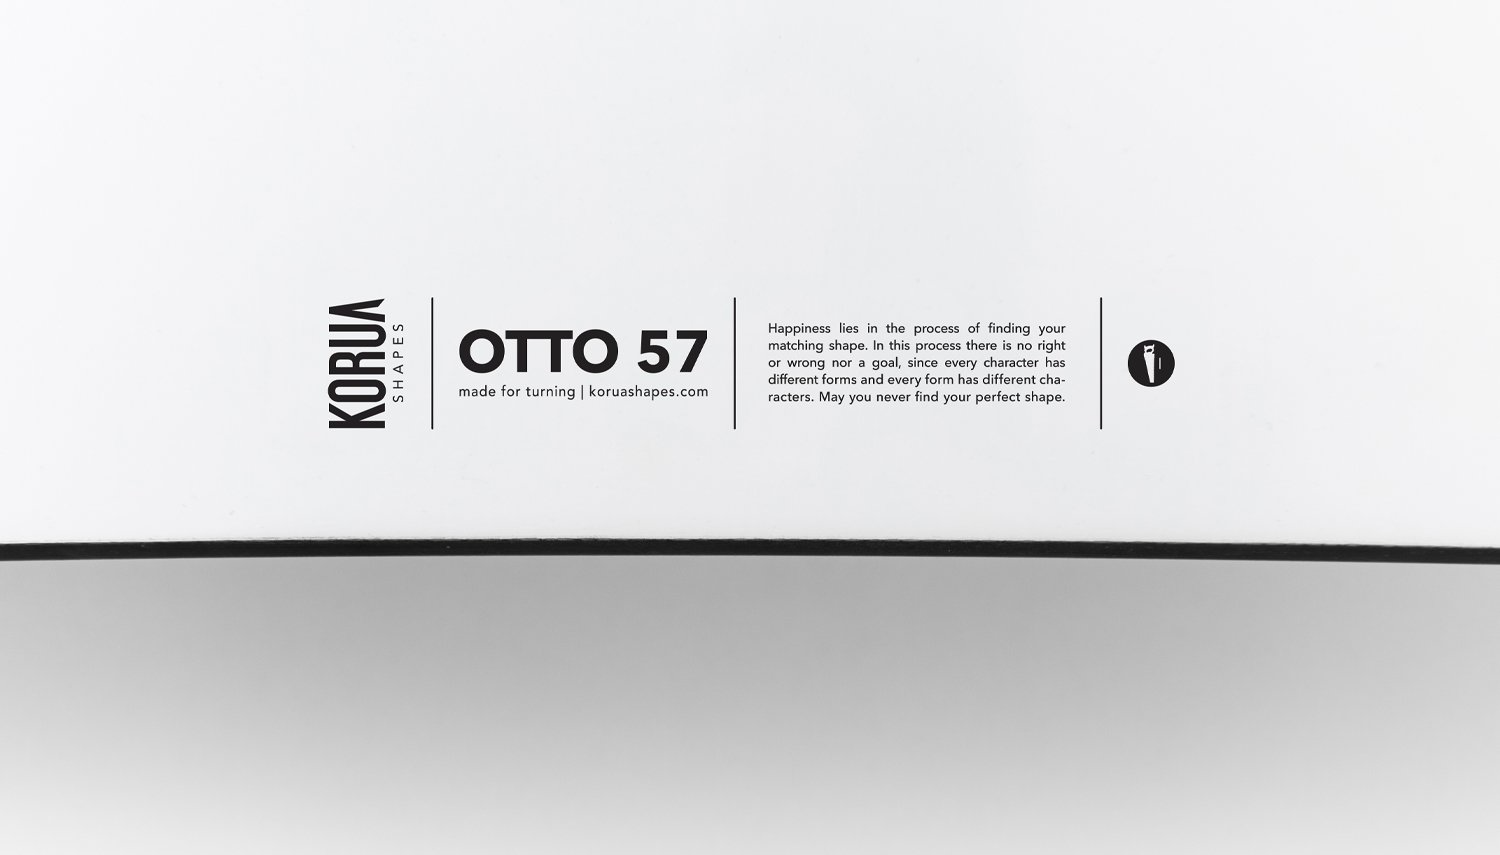 KORUA
SHAPES
OTTO 57
made for turning | koruashapes.com
Happiness lies in the process of finding your
matching shape. In this process there is no right
or wrong nor a goal, since every character has
different forms and every form has different cha-
racters. May you never find your perfect shape.